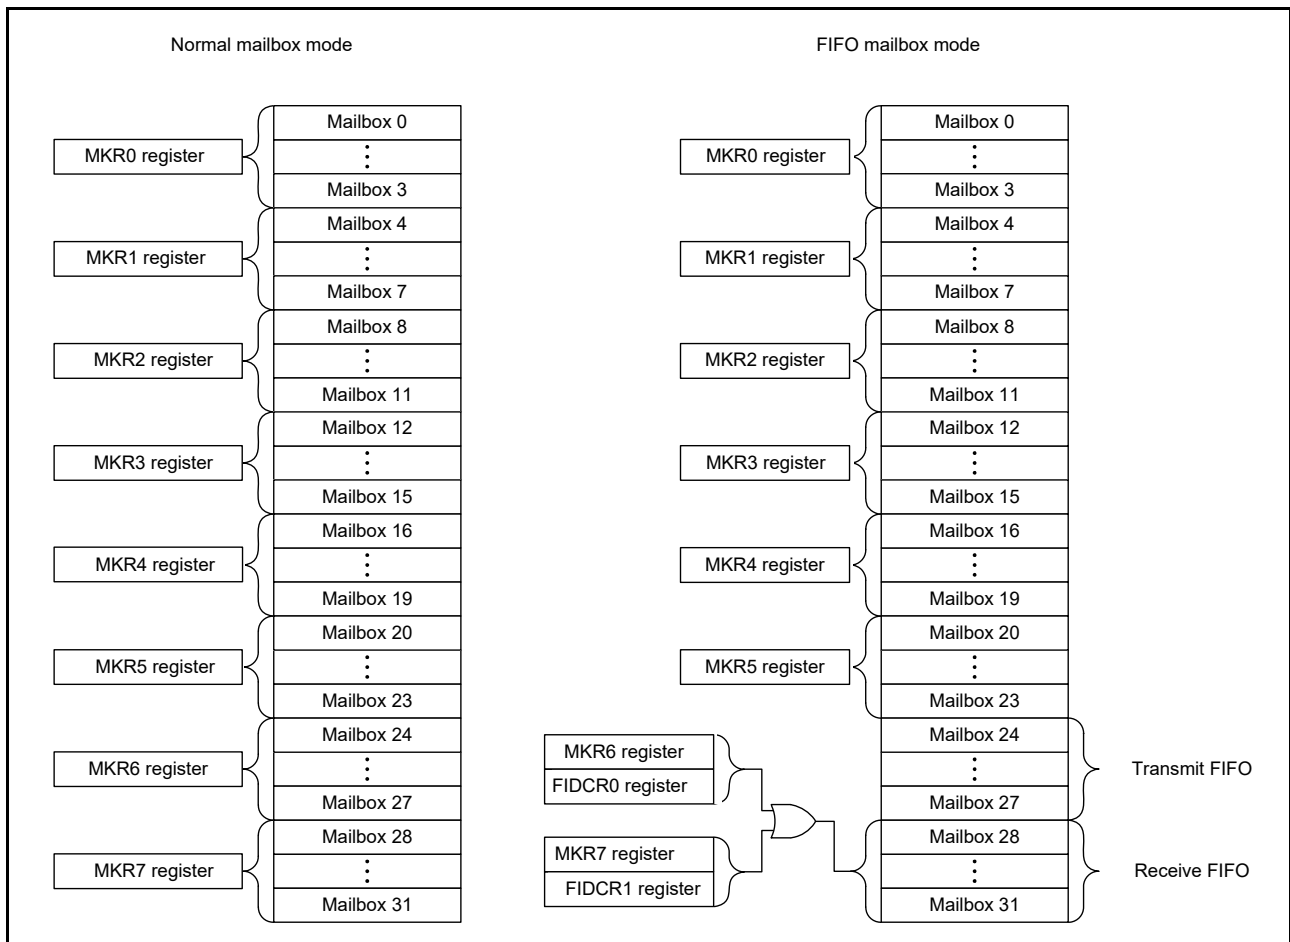 Normal mailbox mode
MKR0 register
Mailbox 0
Mailbox 3
MKR1 register
Mailbox 4
Mailbox 7
MKR2 register
Mailbox 8
Mailbox 11
MKR3 register
Mailbox 12
Mailbox 15
MKR4 register
Mailbox 16
Mailbox 19
MKR5 register
Mailbox 20
Mailbox 23
MKR6 register
Mailbox 24
Mailbox 27
MKR7 register
Mailbox 28
Mailbox 31
FIFO mailbox mode
MKR0 register
Mailbox 0
Mailbox 3
MKR1 register
Mailbox 4
Mailbox 7
MKR2 register
Mailbox 8
Mailbox 11
MKR3 register
Mailbox 12
Mailbox 15
MKR4 register
Mailbox 16
Mailbox 19
MKR5 register
Mailbox 20
Mailbox 23
MKR6 register
FIDCR0 register
Mailbox 24
Mailbox 27
Transmit FIFO
MKR7 register
FIDCR1 register
Mailbox 28
Mailbox 31
Receive FIFO